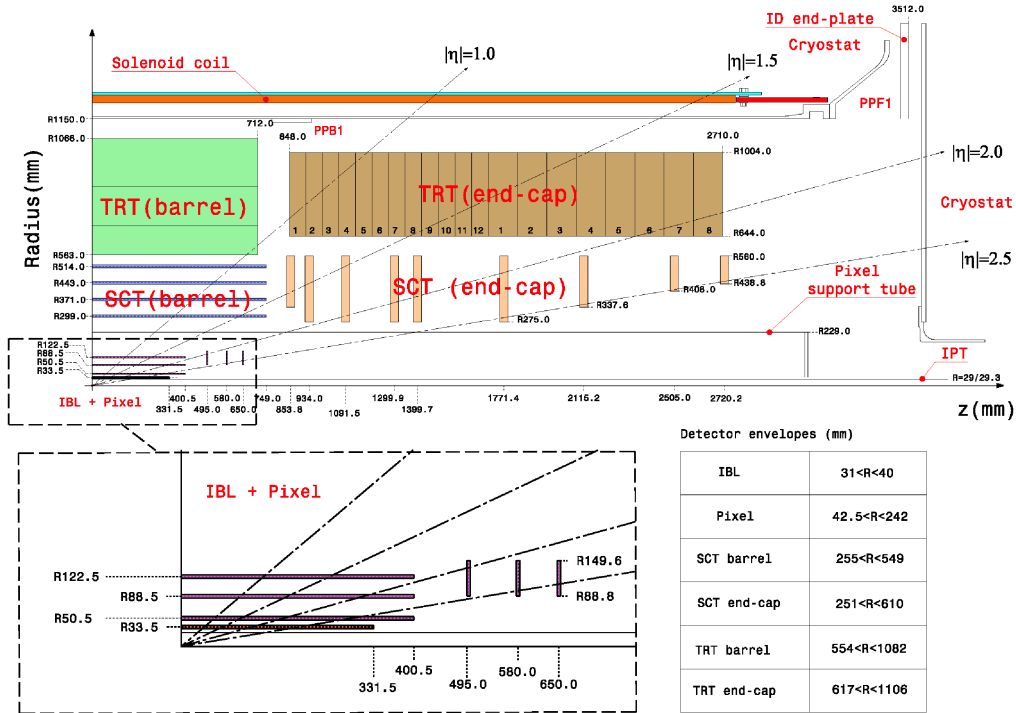 3512.0
ID end-plate
Cryostat
|η|=1.0
|η|=1.5
Solenoid coil
PPF1
R1150.0
712.0
PPB1
R1066.0
848.0
2710.0
R1004.0
|η|=2.0
Radius(mm)
TRT(barrel)
TRT(end-cap)
Cryostat
1 2 3 4 5 6 7 8 9 10 11 12 1 2 3 4 5 6 7 8
R644.0
R563.0
R560.0
R514.0
|η|=2.5
R443.0
R438.8
SCT(barrel)
SCT (end-cap)
Pixel
support tube
R408.0
R371.0
R337.6
R299.0
R275.0
R229.0
R122.5
R88.5
R50.5
R33.5
IPT
R=29/29.3
IBL + Pixel
400.5 580.0 749.0 934.0 1299.9 1771.4 2116.2 2505.0 2720.2
331.5 495.0 650.0 853.8 1091.5 1399.7
z(mm)
Detector envelopes (mm)
IBL 31<R<40
Pixel 42.5<R<242
SCT barrel 255<R<549
SCT end-cap 251<R<610
TRT barrel 554<R<1082
TRT end-cap 617<R<1106
IBL + Pixel
R149.6
R122.5
R88.5
R88.8
R50.5
R33.5
400.5
580.0
331.5
495.0
650.0